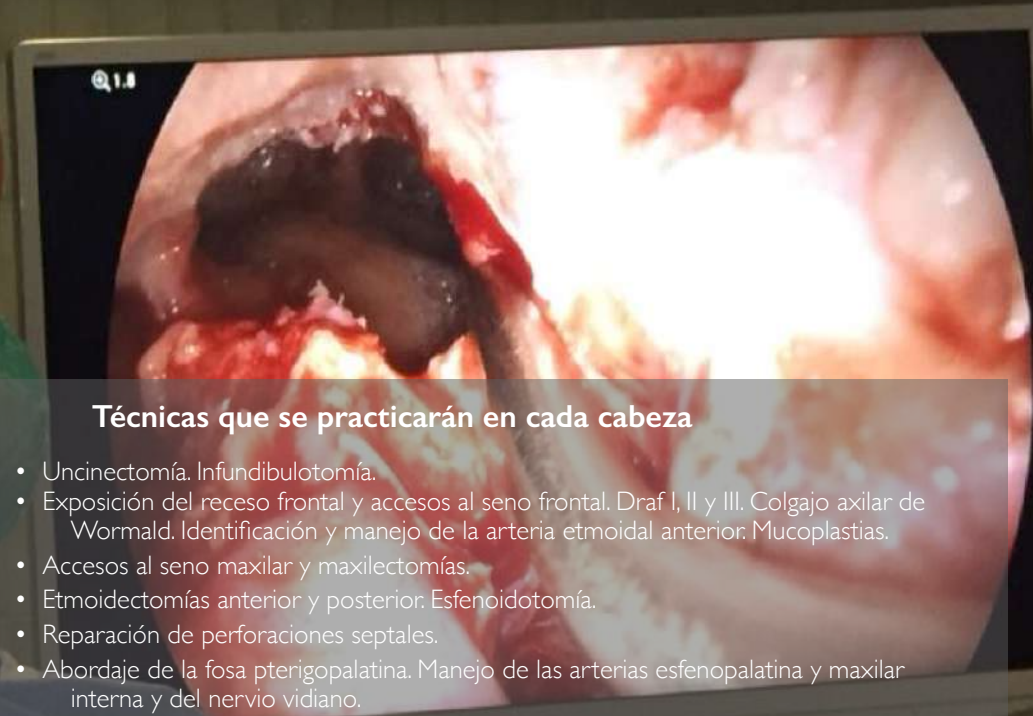 1.8
Técnicas que se practicarán en cada cabeza
• Uncinectomía. Infundibulotomía.
• Exposición del receso frontal y accesos al seno frontal. Draf I, II y III. Colgajo axilar de
Wormald. Identificación y manejo de la arteria etmoidal anterior. Mucoplastias.
• Accesos al seno maxilar y maxilectomías.
• Etmoidectomías anterior y posterior. Esfenoidotomía.
• Reparación de perforaciones septales.
• Abordaje de la fosa pterigopalatina. Manejo de las arterias esfenopalatina y maxilar
interna y del nervio vidiano.